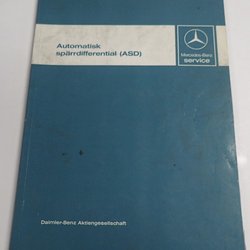 Automatisk
spärrdifferential (ASD)
Mercedes-Benz
service
Daimler-Benz Aktiengesellschaft